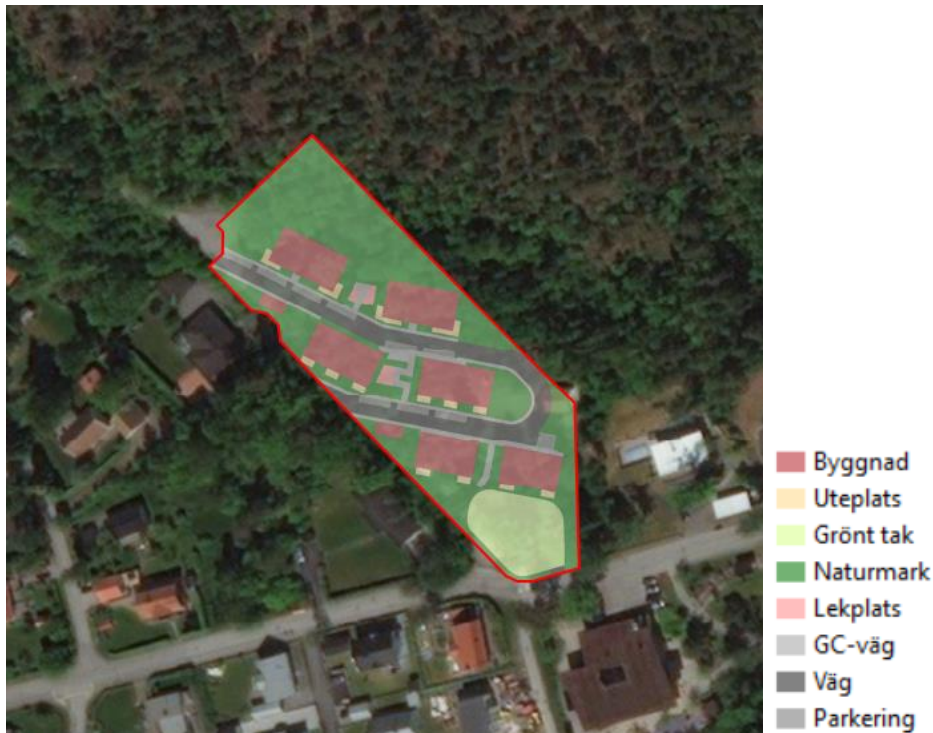 Byggnad
Uteplats
Grönt tak
Naturmark
Lekplats
GC-väg
Väg
Parkering